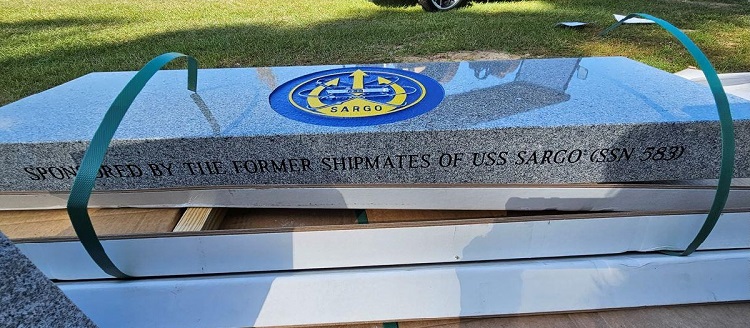 SARGO
SPONSORED BY THE FORMER SHIPMATES OF USS SARGO (SSN 583)